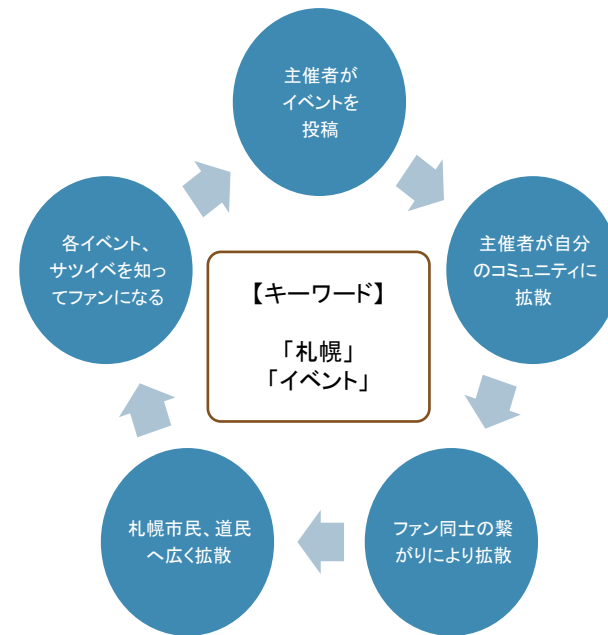 主催者が
イベントを
投稿
主催者が自分
のコミュニティに
拡散
ファン同士の繋
がりにより拡散
札幌市民、道民
へ広く拡散
各イベント、
サツイベを知っ
てファンになる
【キーワード】
「札幌」
「イベント」